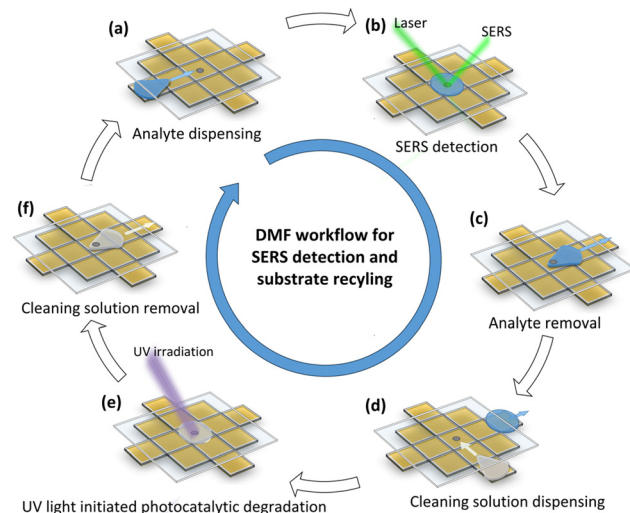 (a)
Analyte dispensing
(b)
Laser
SERS
SERS detection
(c)
Analyte removal
(d)
Cleaning solution dispensing
(e)
UV irradiation
UV light initiated photocatalytic degradation
(f)
Cleaning solution removal
DMF workflow for
SERS detection and
substrate recyling